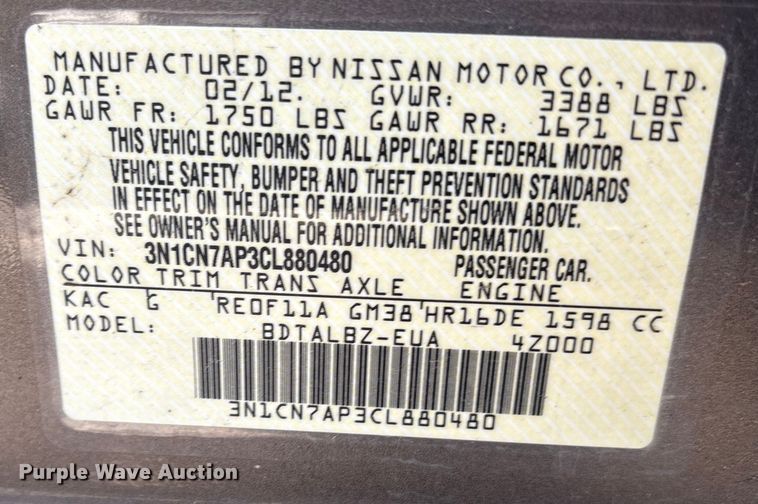 MANUFACTURED BY NISSAN MOTOR CO., LTD.
DATE: 02/12. GVWR: 3388 LBS
GAWR FR: 1750 LBS GAWR RR: 1671 LBS
THIS VEHICLE CONFORMS TO ALL APPLICABLE FEDERAL MOTOR
VEHICLE SAFETY, BUMPER AND THEFT PREVENTION STANDARDS
IN EFFECT ON THE DATE OF MANUFACTURE SHOWN ABOVE.
SEE OWNER'S MANUAL FOR ADDITIONAL INFORMATION.
VIN: 3N1CN7AP3CL880480 PASSENGER CAR.
COLOR TRIM TRANS AXLE ENGINE
KAC G 'RE0F11A GM38'HR16DE 1598 CC
MODEL: BDTALBZ-EUA 4Z000
3N1CN7AP3CL880480
Purple Wave Auction